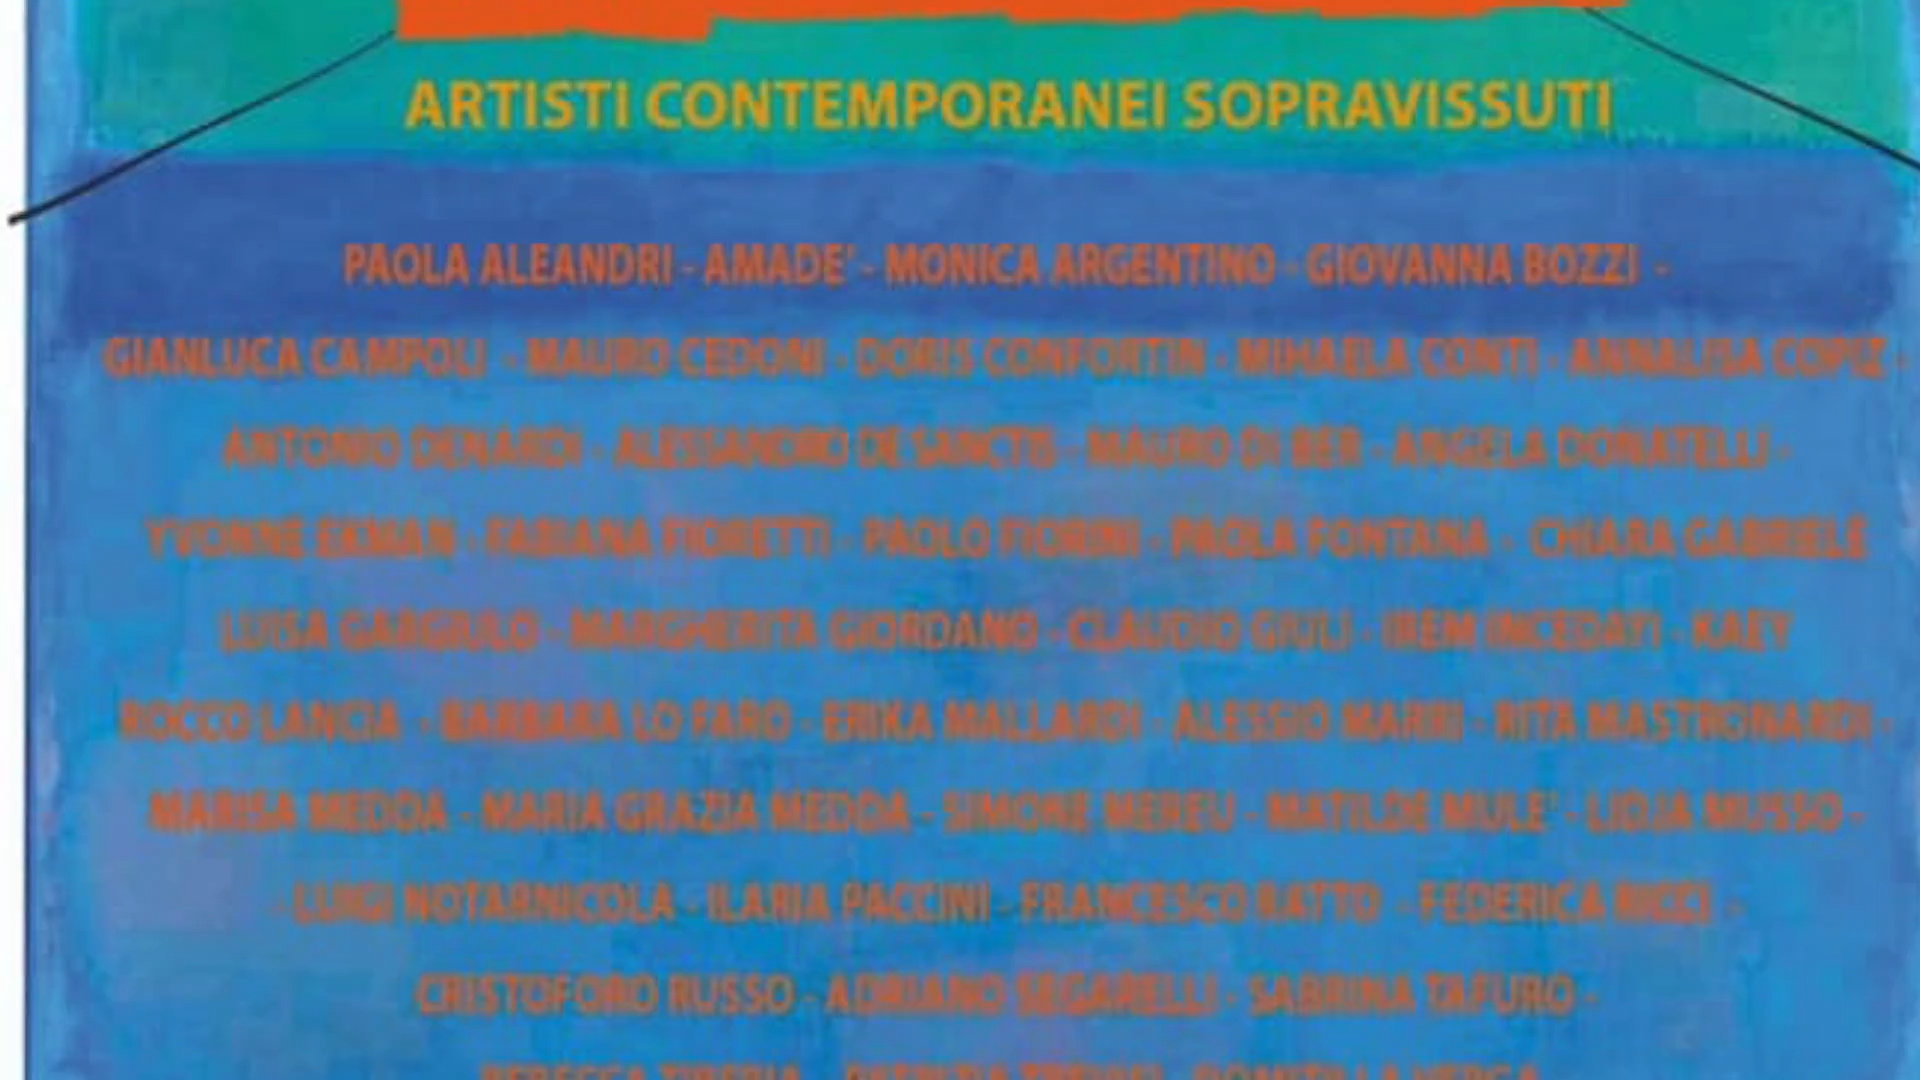 ARTISTI CONTEMPORANEI SOPRAVISSUTI
PAOLA ALEANDRI - AMADE' - MONICA ARGENTINO - GIOVANNA BOZZI -
GIANLUCA CAMPOLI - MAURO CEDONI - DORIS CONFORTIN - MIHAELA CONTI - ANNALISA COPIZ -
ANTONIO DENARDI - ALESSANDRO DE SANCTIS - MAURO DI BER - ANGELA DONATELLI -
YVONNE EKMAN - FABIANA FIORETTI - PAOLO FIORINI - PAOLA FONTANA - CHIARA GABRIELE
LUISA GARGIULO - MARGHERITA GIORDANO - CLAUDIO GIULI - IREM INCEDAYI - KAEY
ROCCO LANCIA - BARBARA LO FARO - ERIKA MALLARDI - ALESSIO MARRI - RITA MASTRONARDI -
MARISA MEDDA - MARIA GRAZIA MEDDA - SIMONE MEREU - MATILDE MULE' - LIDJA MUSSO -
- LUIGI NOTARNICOLA - ILARIA PACCINI - FRANCESCO RATTO - FEDERICA RICCI -
CRISTOFORO RUSSO - ADRIANO SEGARELLI - SABRINA TAFURO -